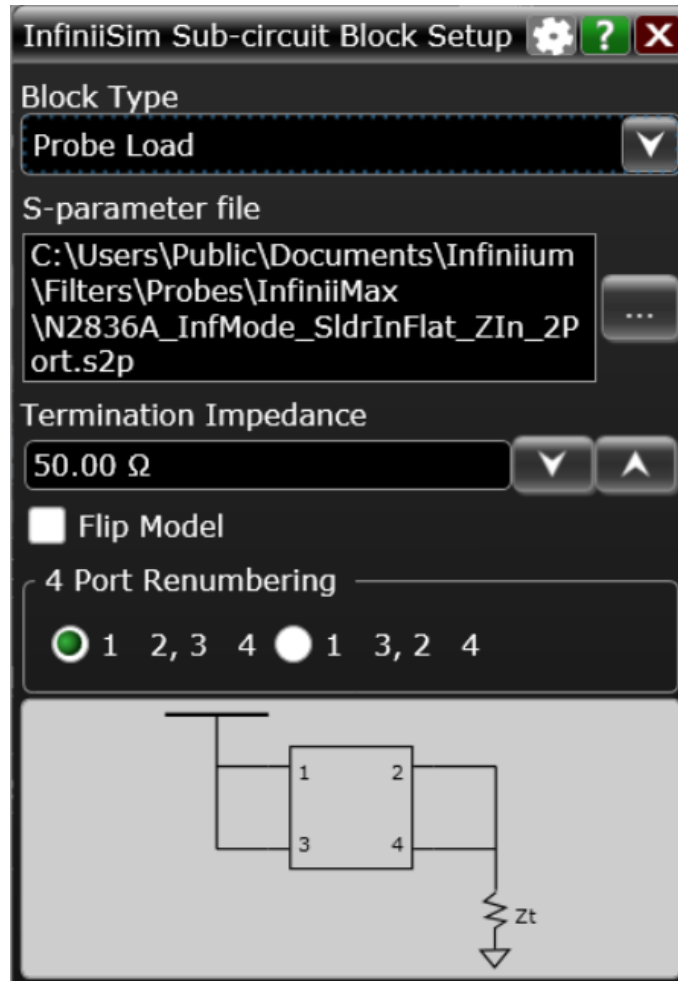 InfiniiSim Sub-circuit Block Setup ?
Block Type
Probe Load
S-parameter file
C:\Users\Public\Documents\Infiniium
\Filters\Probes\InfiniiMax
\N2836A_InfMode_SldrInFlat_ZIn_2P
ort.s2p
...
Termination Impedance
50.00 Ω
Flip Model
4 Port Renumbering
1 2, 3 4 1 3, 2 4
1 2
3 4
Zt